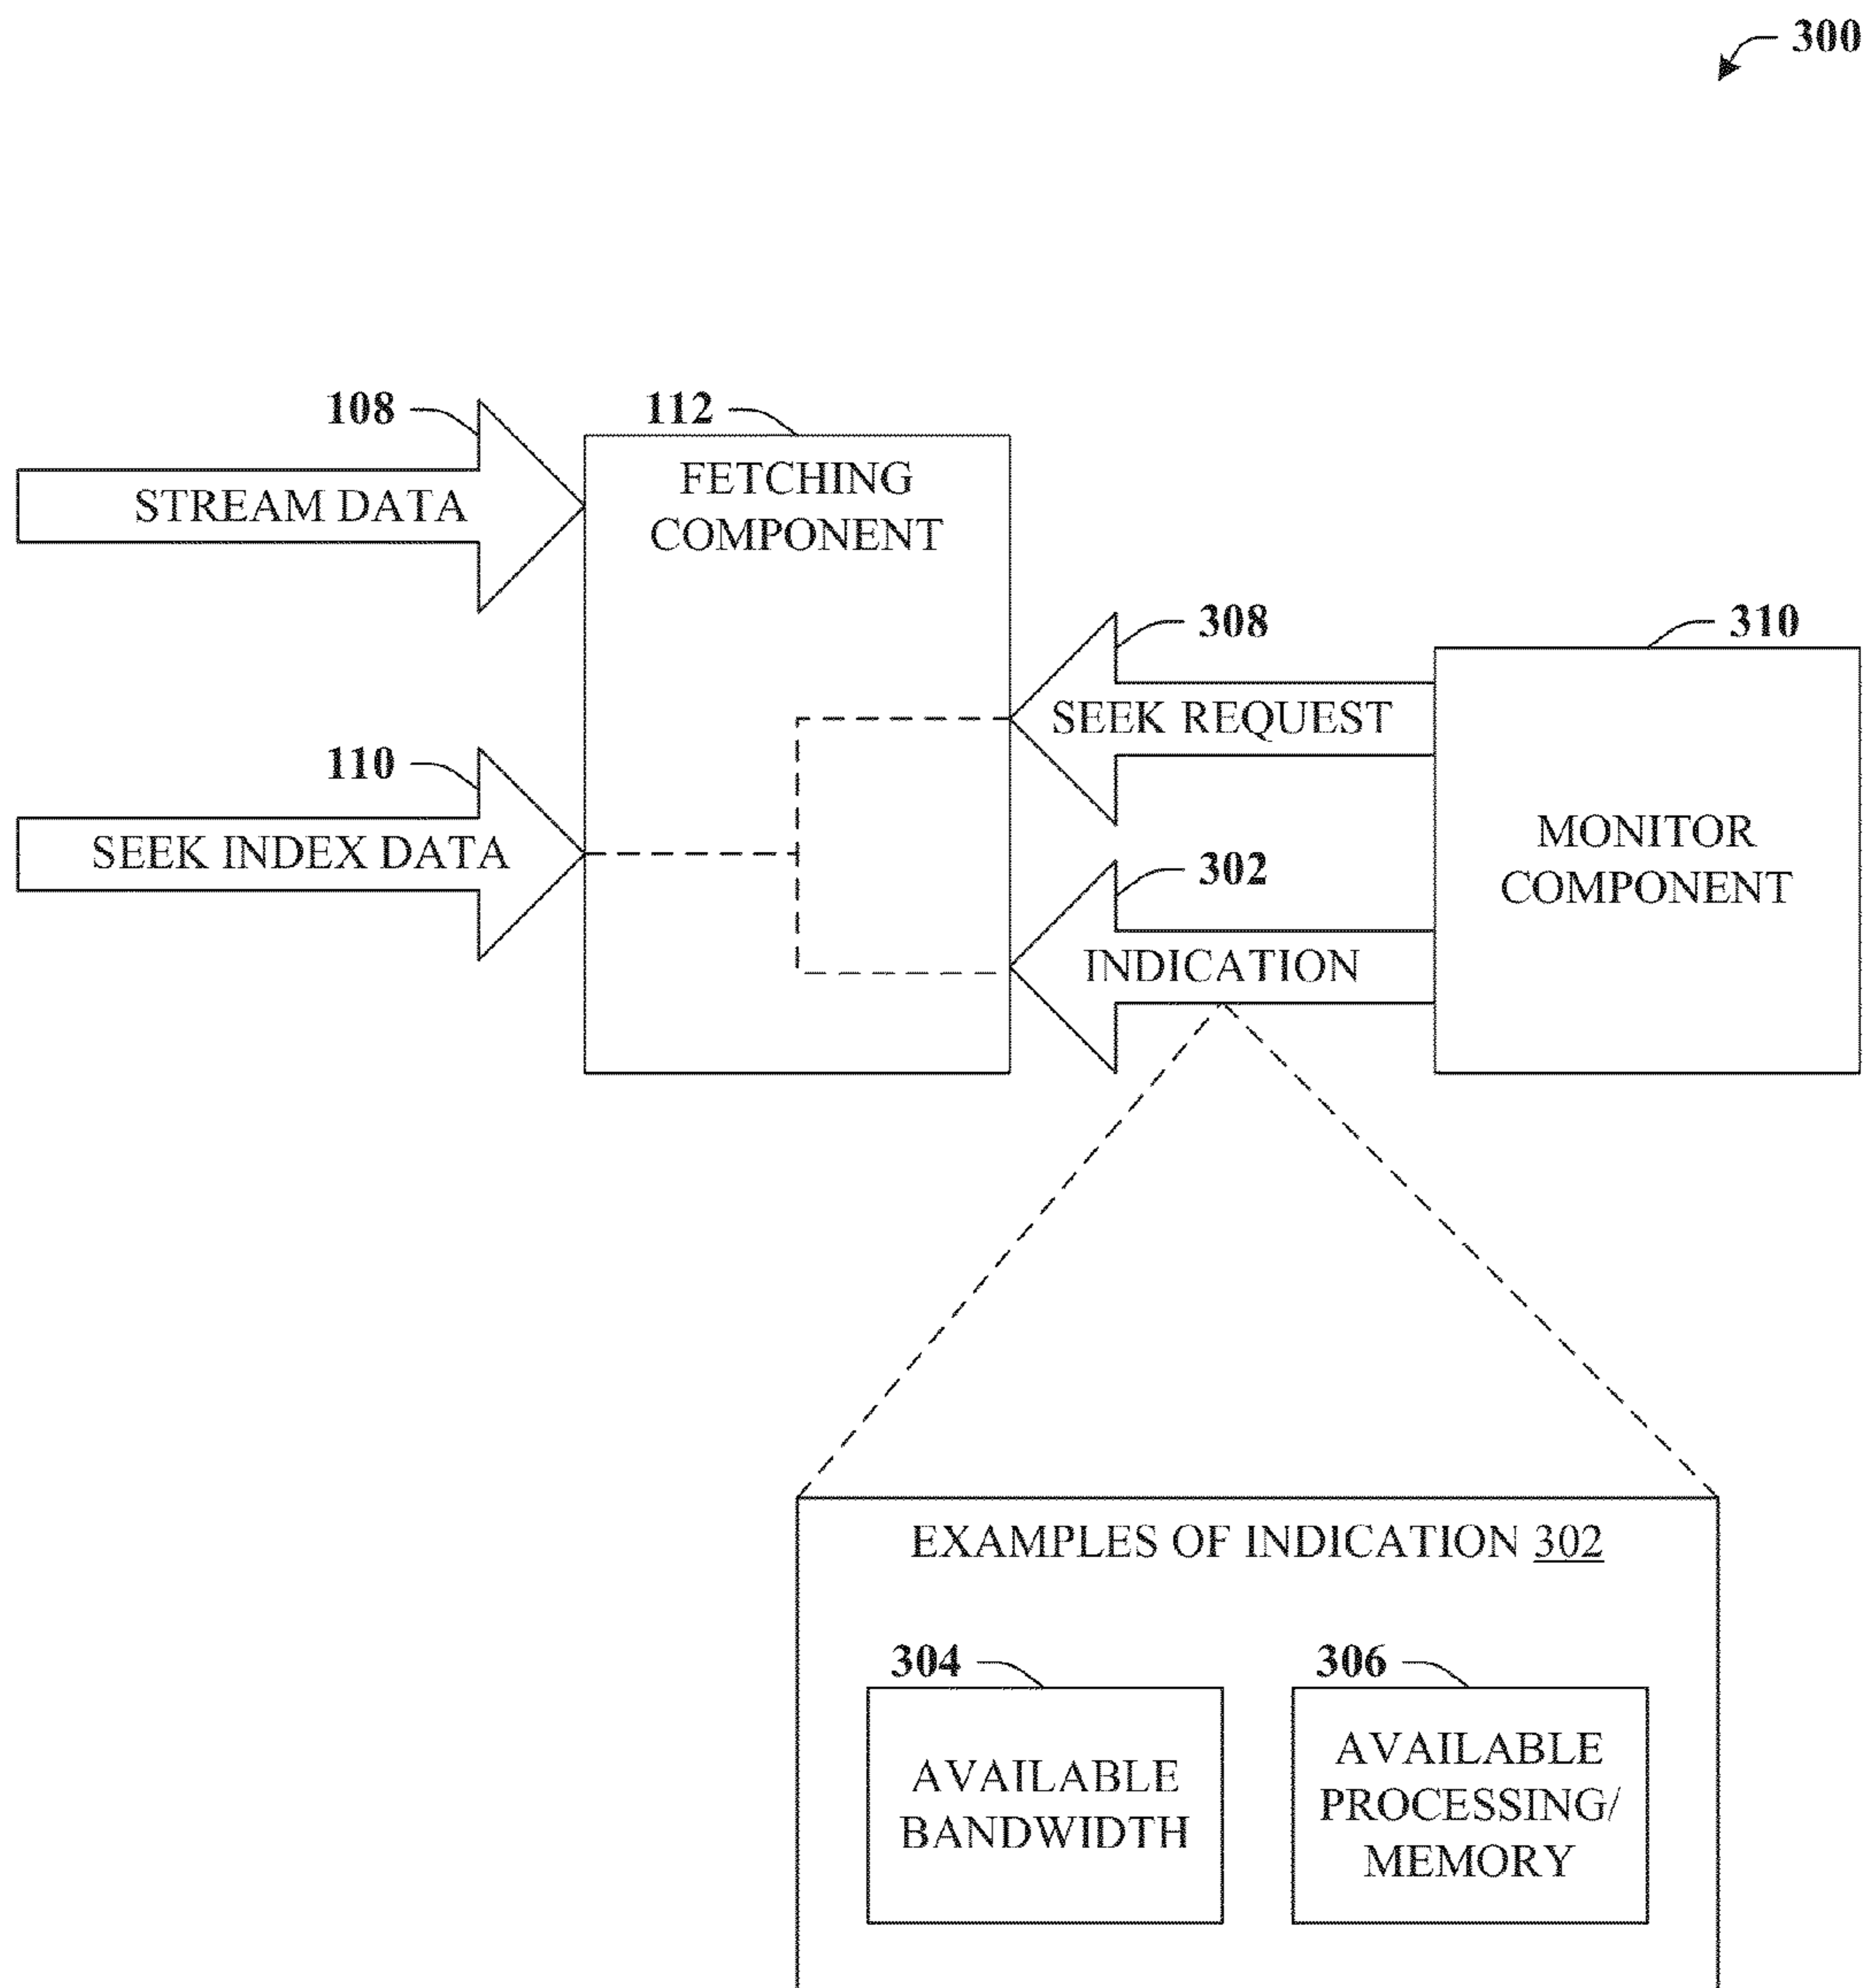 300
108
112
STREAM DATA
FETCHING
COMPONENT
308
310
SEEK REQUEST
110
SEEK INDEX DATA
MONITOR
COMPONENT
302
INDICATION
EXAMPLES OF INDICATION 302
304
306
AVAILABLE
BANDWIDTH
AVAILABLE
PROCESSING/
MEMORY